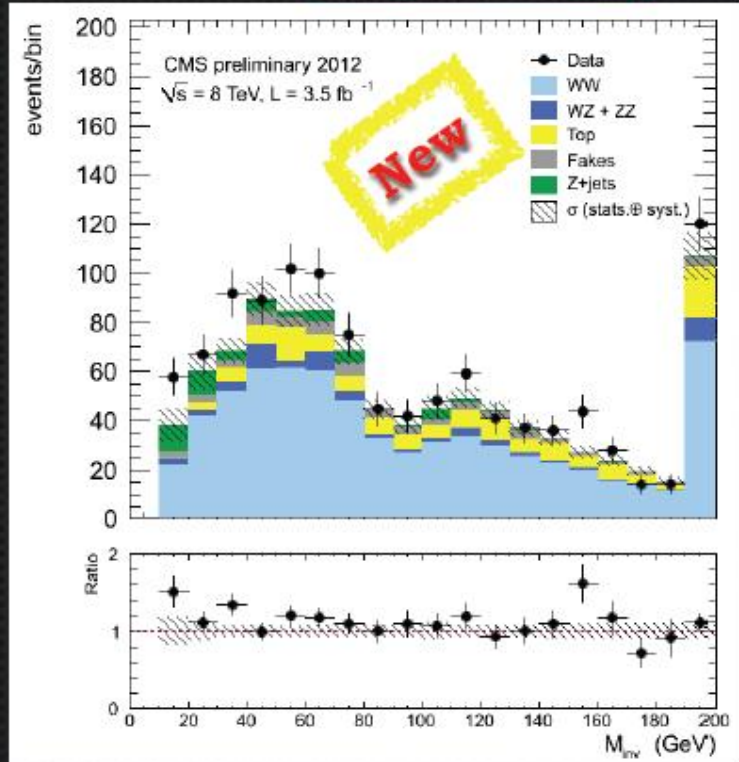 events/bin
200
180
160
140
120
100
80
60
40
20
0
CMS preliminary 2012
√s = 8 TeV, L = 3.5 fb⁻¹
New
Data
WW
WZ + ZZ
Top
Fakes
Z+jets
σ (stats.⊕ syst.)
Ratio
2
1
0
0 20 40 60 80 100 120 140 160 180 200
M_inv (GeV)